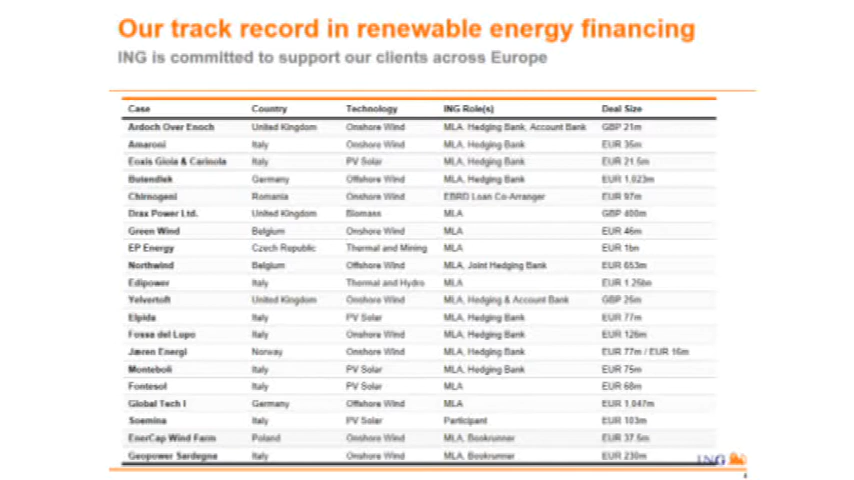 Our track record in renewable energy financing
ING is committed to support our clients across Europe
Case Country Technology ING Role(s) Deal Size
Ardoch Over Enoch United Kingdom Onshore Wind MLA, Hedging Bank, Account Bank GBP 21m
Amaroni Italy Onshore Wind MLA, Hedging Bank EUR 35m
Eoxis Gioia & Carinola Italy PV Solar MLA, Hedging Bank EUR 21.5m
Butendiek Germany Offshore Wind MLA, Hedging Bank EUR 1,023m
Chirnogeni Romania Onshore Wind EBRD Loan Co-Arranger EUR 97m
Drax Power Ltd. United Kingdom Biomass MLA GBP 400m
Green Wind Belgium Onshore Wind MLA EUR 46m
EP Energy Czech Republic Thermal and Mining MLA EUR 1bn
Northwind Belgium Offshore Wind MLA, Joint Hedging Bank EUR 653m
Edipower Italy Thermal and Hydro MLA EUR 1.25bn
Yelvertoft United Kingdom Onshore Wind MLA, Hedging & Account Bank GBP 25m
Elpida Italy PV Solar MLA, Hedging Bank EUR 77m
Fossa del Lupo Italy Onshore Wind MLA, Hedging Bank EUR 126m
Jæren Energi Norway Onshore Wind MLA, Hedging Bank EUR 77m / EUR 16m
Monteboli Italy PV Solar MLA, Hedging Bank EUR 75m
Fontesol Italy PV Solar MLA EUR 68m
Global Tech I Germany Offshore Wind MLA EUR 1,047m
Soemina Italy PV Solar Participant EUR 103m
EnerCap Wind Farm Poland Onshore Wind MLA, Bookrunner EUR 37.5m
Geopower Sardegna Italy Onshore Wind MLA, Bookrunner EUR 230m
ING